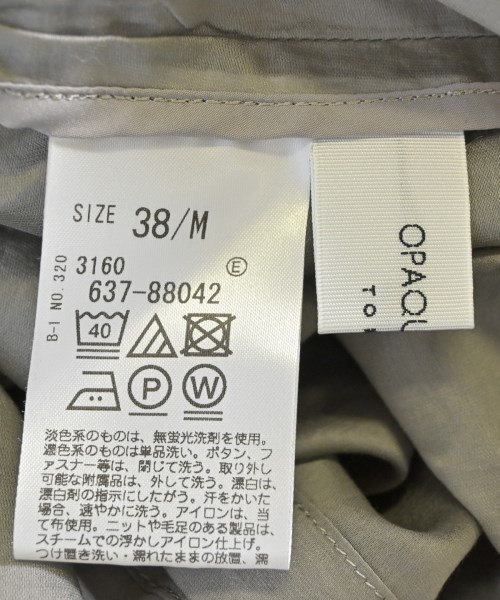 SIZE 38/M
B-1 NO. 320
3160 E
637-88042
40
P W
淡色系のものは、無蛍光洗剤を使用。
濃色系のものは単品洗い。ボタン、フ
ァスナー等は、閉じて洗う。取り外し
可能な附属品は、外して洗う。漂白は、
漂白剤の指示にしたがう。汗をかいた
場合、速やかに洗う。アイロンは、当
て布使用。ニットや毛足のある製品は、
スチームでの浮かしアイロン仕上げ。
つけ置き洗い・濡れたままの放置、濡
OPAQU
TO